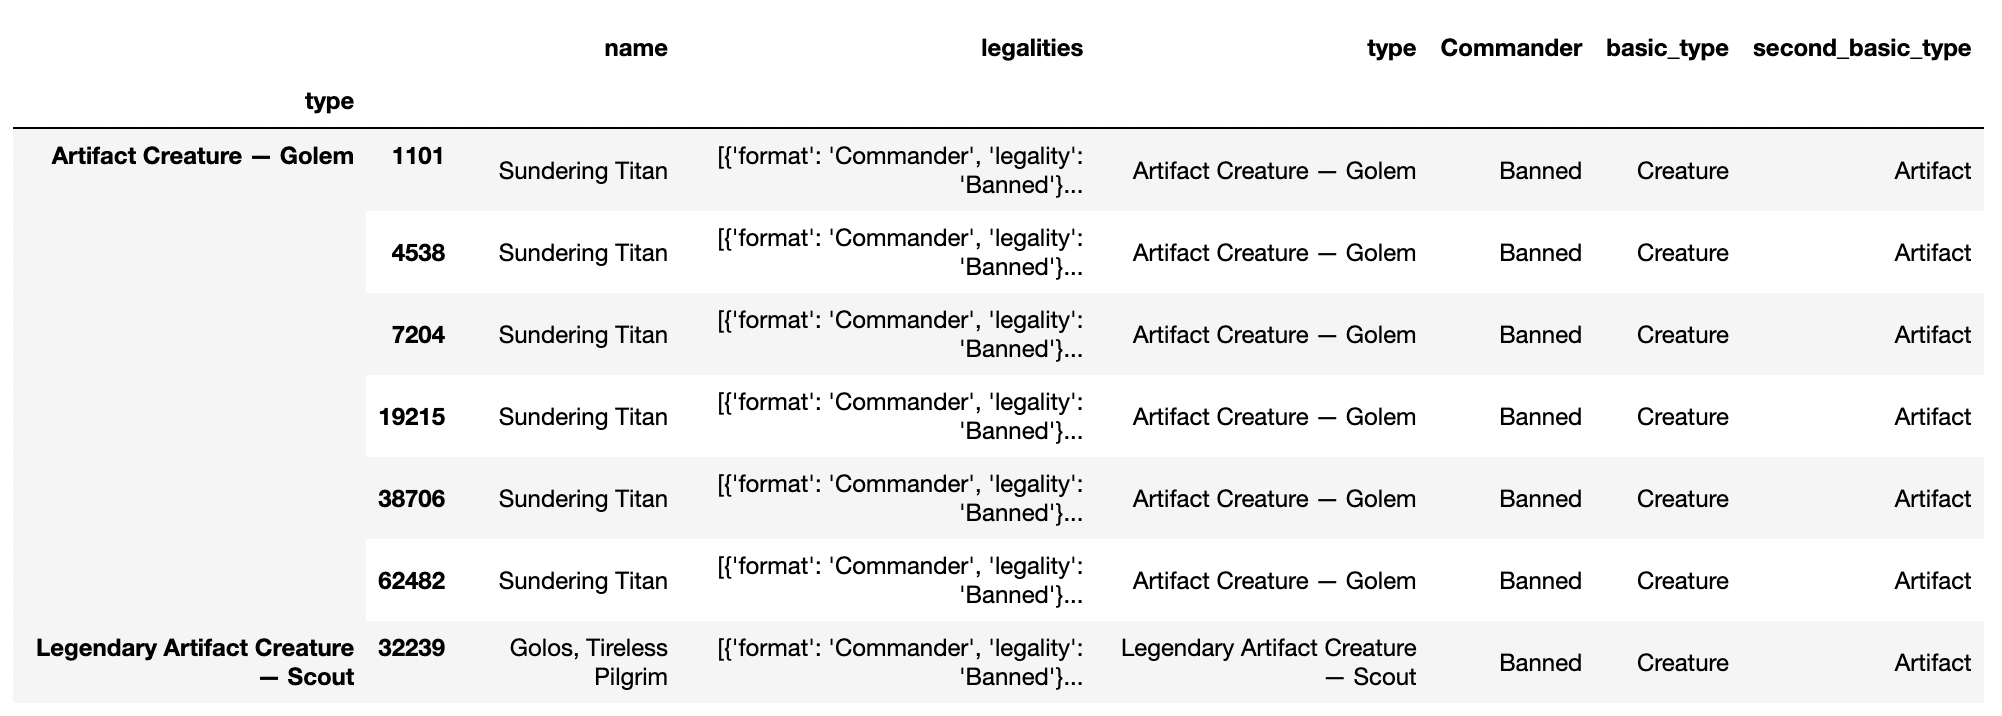 name legalities type Commander basic_type second_basic_type
type
Artifact Creature — Golem 1101 Sundering Titan [{'format': 'Commander', 'legality': 'Banned'}... Artifact Creature — Golem Banned Creature Artifact
4538 Sundering Titan [{'format': 'Commander', 'legality': 'Banned'}... Artifact Creature — Golem Banned Creature Artifact
7204 Sundering Titan [{'format': 'Commander', 'legality': 'Banned'}... Artifact Creature — Golem Banned Creature Artifact
19215 Sundering Titan [{'format': 'Commander', 'legality': 'Banned'}... Artifact Creature — Golem Banned Creature Artifact
38706 Sundering Titan [{'format': 'Commander', 'legality': 'Banned'}... Artifact Creature — Golem Banned Creature Artifact
62482 Sundering Titan [{'format': 'Commander', 'legality': 'Banned'}... Artifact Creature — Golem Banned Creature Artifact
Legendary Artifact Creature — Scout 32239 Golos, Tireless Pilgrim [{'format': 'Commander', 'legality': 'Banned'}... Legendary Artifact Creature — Scout Banned Creature Artifact